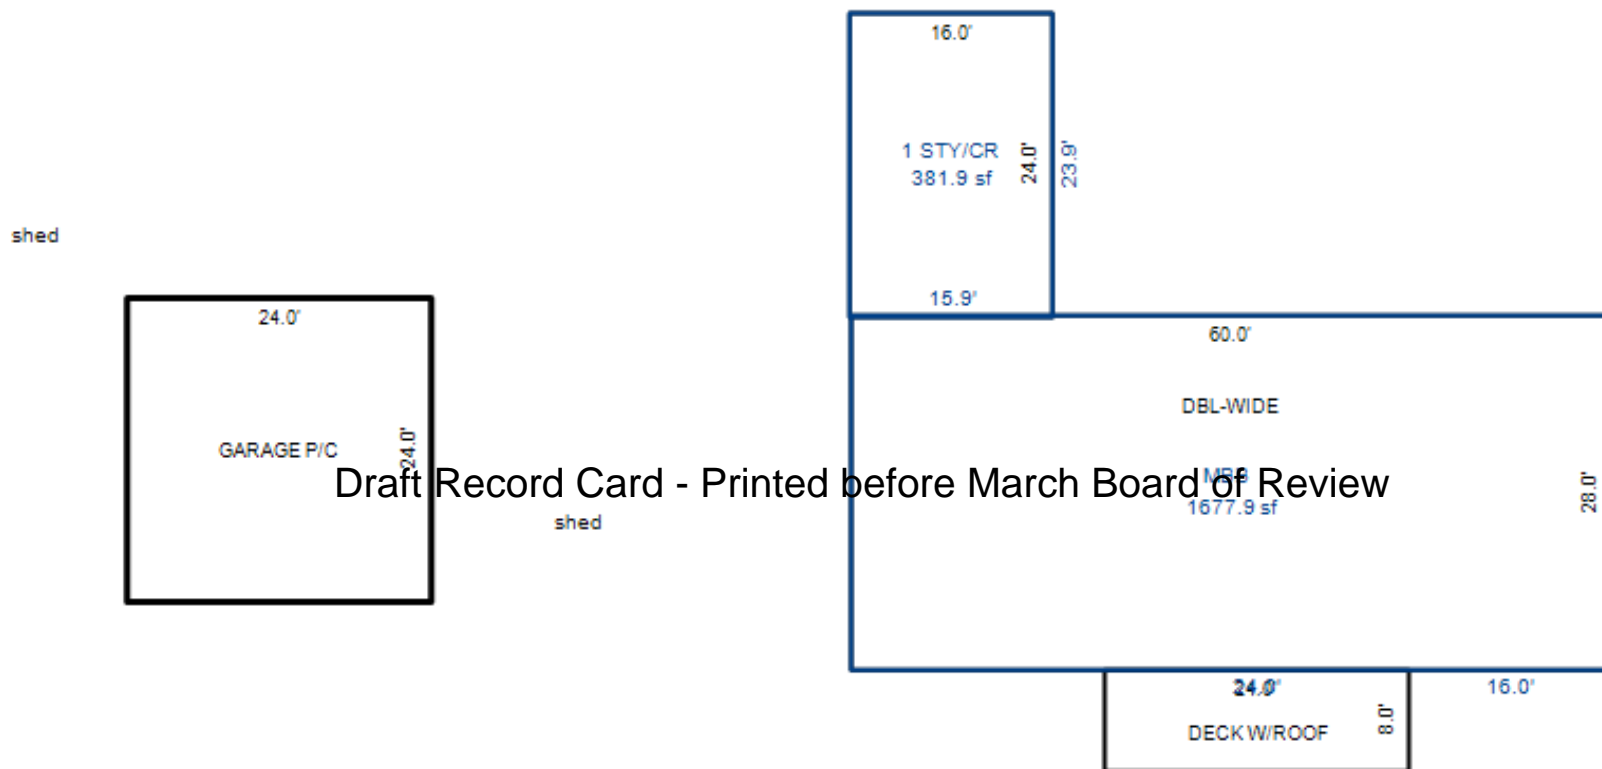 16.0'
1 STY/CR
381.9 sf
24.0'
23.9'
15.9'
shed
24.0'
GARAGE P/C
24.0'
shed
60.0'
DBL-WIDE
1677.9 sf
28.0'
Draft Record Card - Printed before March Board of Review
16.0'
8.0'
DECK W/ROOF